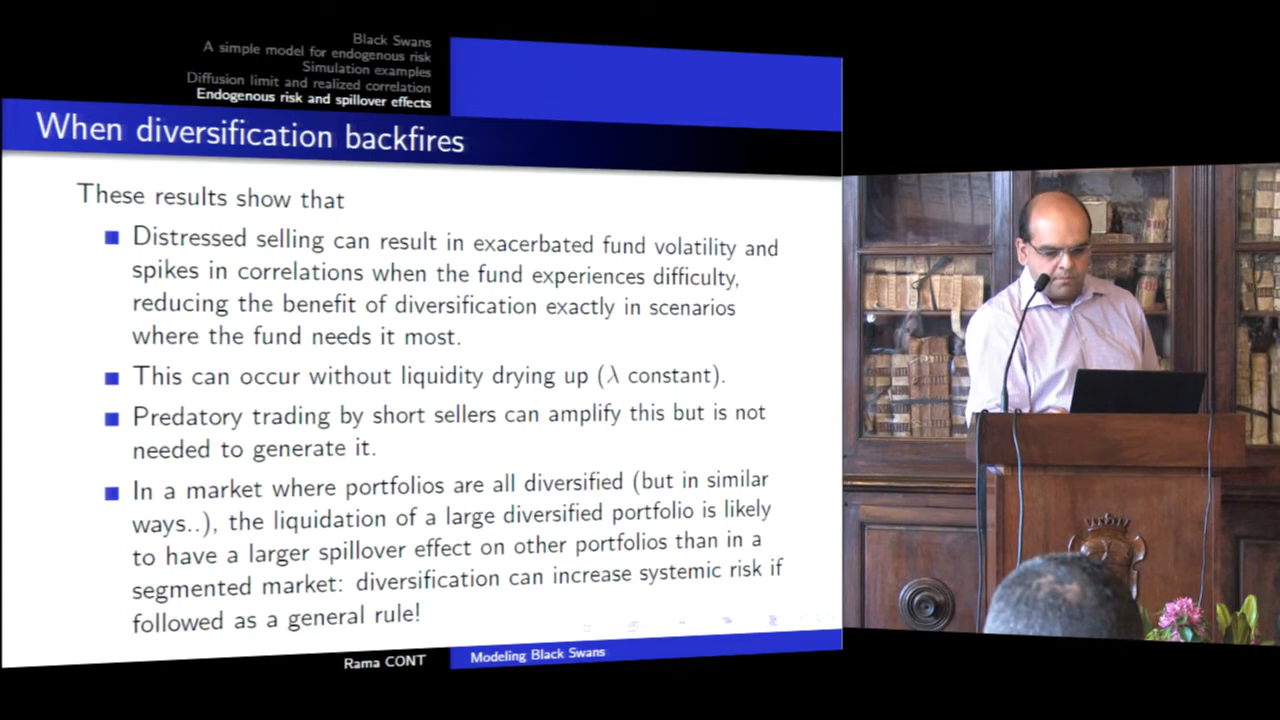 Black Swans
A simple model for endogenous risk
Simulation examples
Diffusion limit and realized correlation
Endogenous risk and spillover effects
When diversification backfires
These results show that
Distressed selling can result in exacerbated fund volatility and
spikes in correlations when the fund experiences difficulty,
reducing the benefit of diversification exactly in scenarios
where the fund needs it most.
This can occur without liquidity drying up (λ constant).
Predatory trading by short sellers can amplify this but is not
needed to generate it.
In a market where portfolios are all diversified (but in similar
ways..), the liquidation of a large diversified portfolio is likely
to have a larger spillover effect on other portfolios than in a
segmented market: diversification can increase systemic risk if
followed as a general rule!
Rama CONT
Modeling Black Swans